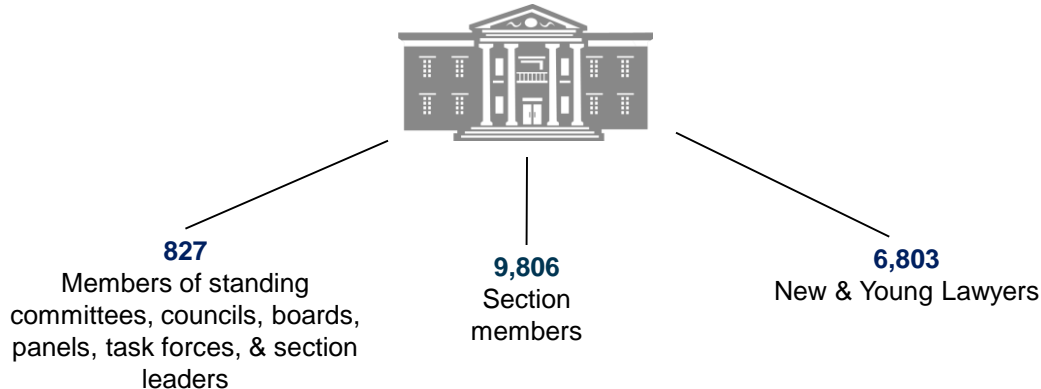 827
Members of standing
committees, councils, boards,
panels, task forces, & section
leaders
9,806
Section
members
6,803
New & Young Lawyers